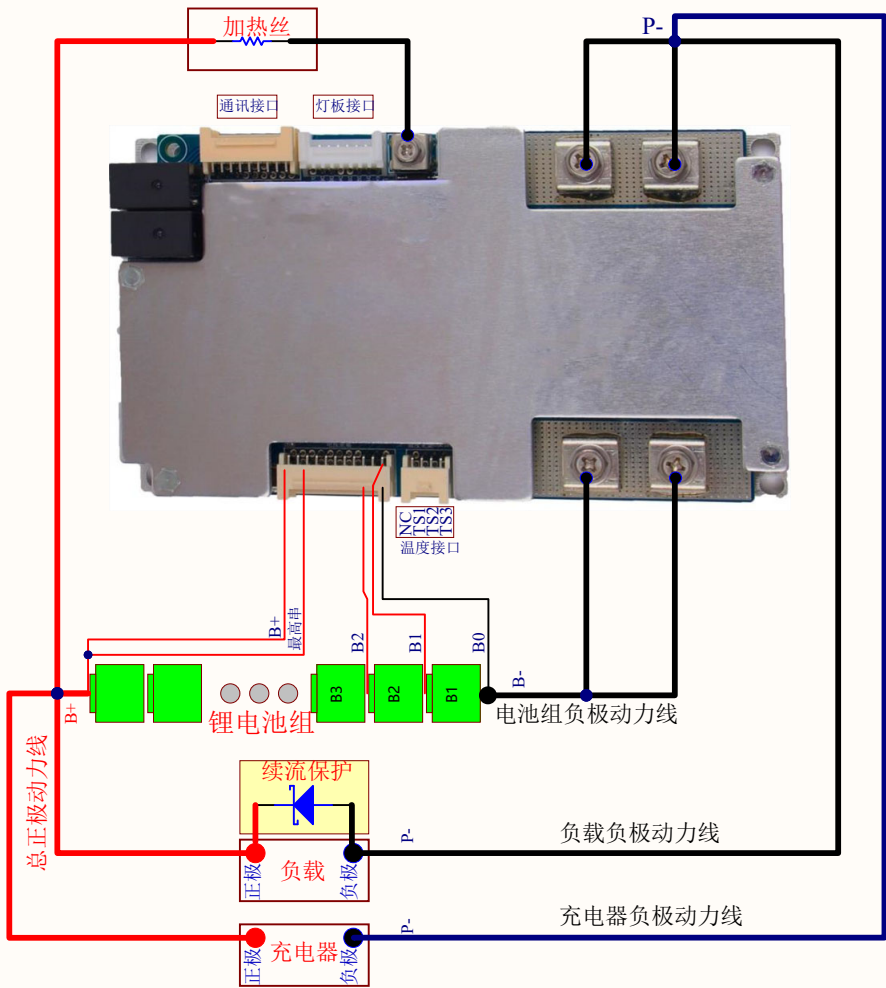 加热丝
P-
通讯接口
灯板接口
NC
TS1
TS2
TS3
温度接口
B+
最高串
B2
B1
B0
B-
B+
B3
B2
B1
锂电池组
电池组负极动力线
总正极动力线
续流保护
P-
负载负极动力线
正极
负载
负极
P-
充电器负极动力线
正极
充电器
负极